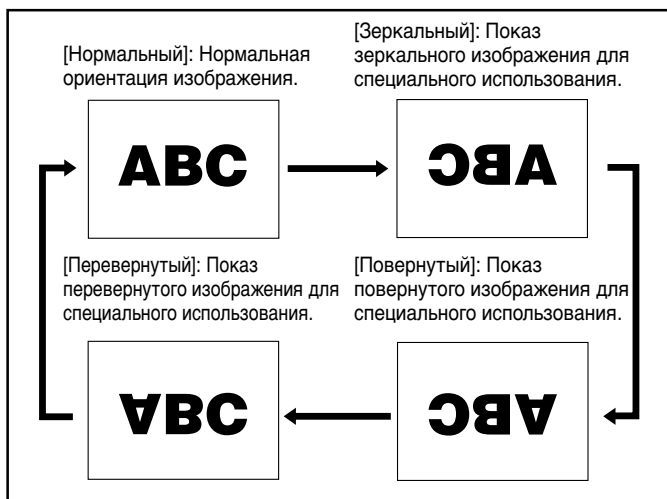 [Нормальный]: Нормальная
ориентация изображения.
ABC
[Зеркальный]: Показ
зеркального изображения для
специального использования.
ABC
[Перевернутый]: Показ
перевернутого изображения для
специального использования.
ABC
[Повернутый]: Показ
повернутого изображения для
специального использования.
ABC